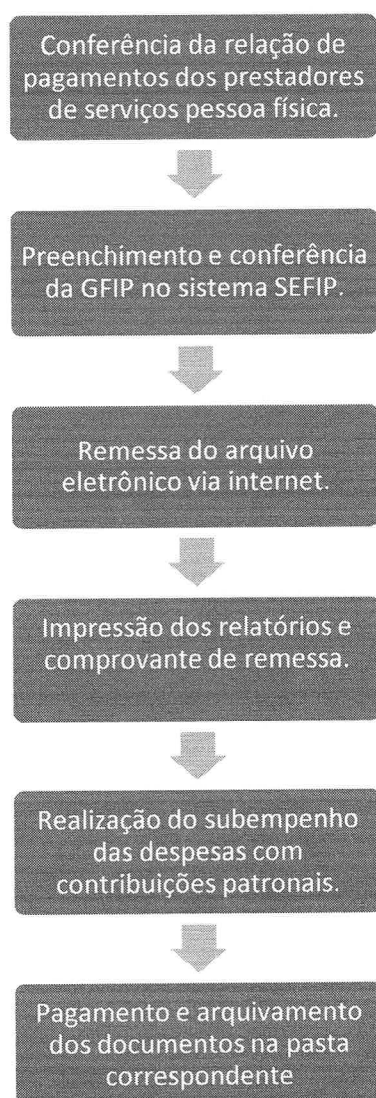 Conferência da relação de
pagamentos dos prestadores
de serviços pessoa física.
Preenchimento e conferência
da GFIP no sistema SEFIP.
Remessa do arquivo
eletrônico via internet.
Impressão dos relatórios e
comprovante de remessa.
Realização do subempenho
das despesas com
contribuições patronais.
Pagamento e arquivamento
dos documentos na pasta
correspondente